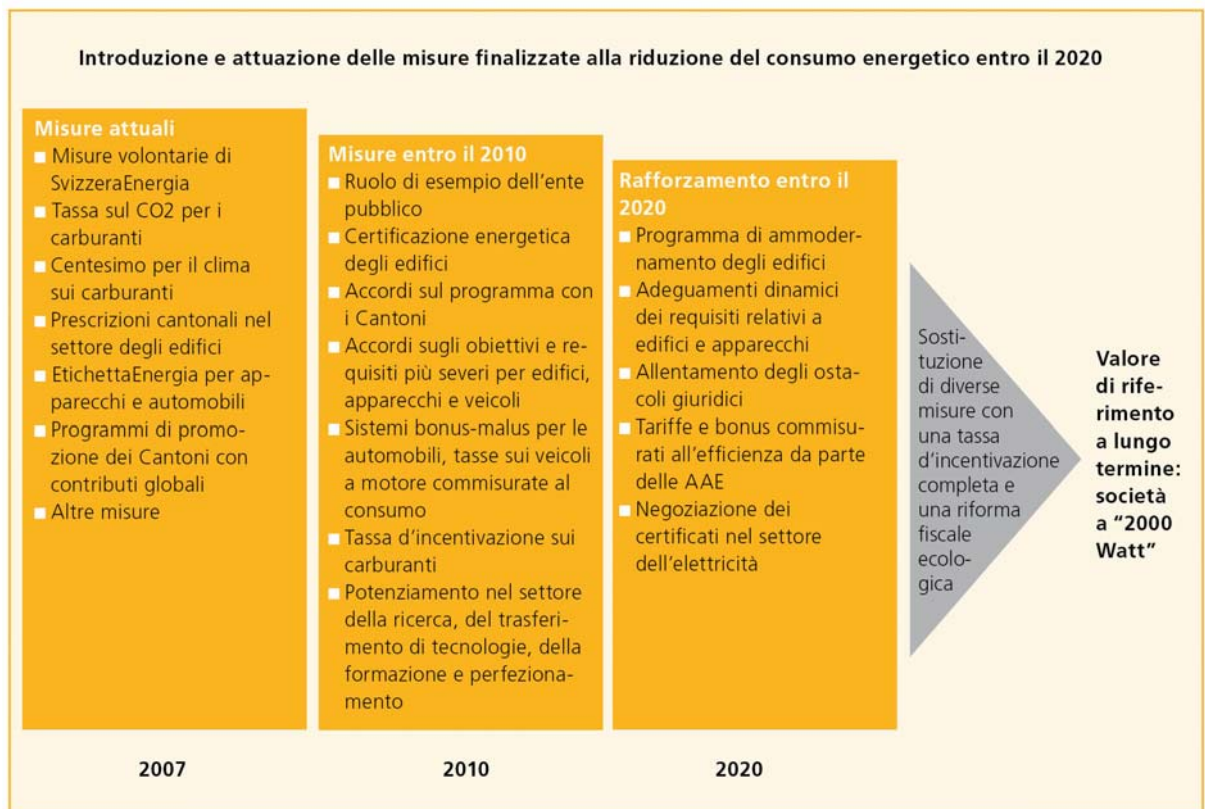 Introduzione e attuazione delle misure finalizzate alla riduzione del consumo energetico entro il 2020
Misure attuali
Misure volontarie di
SvizzeraEnergia
Tassa sul CO2 per i
carburanti
Centesimo per il clima
sui carburanti
Prescrizioni cantonali nel
settore degli edifici
EtichettaEnergia per ap-
parecchi e automobili
Programmi di promo-
zione dei Cantoni con
contributi globali
Altre misure
2007
Misure entro il 2010
Ruolo di esempio dell'ente
pubblico
Certificazione energetica
degli edifici
Accordi sul programma con
i Cantoni
Accordi sugli obiettivi e re-
quisiti più severi per edifici,
apparecchi e veicoli
Sistemi bonus-malus per le
automobili, tasse sui veicoli
a motore commisurate al
consumo
Tassa d'incentivazione sui
carburanti
Potenziamento nel settore
della ricerca, del trasferi-
mento di tecnologie, della
formazione e perfeziona-
mento
2010
Rafforzamento entro il
2020
Programma di ammoder-
namento degli edifici
Adeguamenti dinamici
dei requisiti relativi a
edifici e apparecchi
Allentamento degli osta-
coli giuridici
Tariffe e bonus commisu-
rati all'efficienza da parte
delle AAE
Negoziazione dei
certificati nel settore
dell'elettricità
2020
Sosti-
tuzione
di diverse
misure con
una tassa
d'incentivazione
completa e
una riforma
fiscale
ecolo-
gica
Valore
di rife-
rimento
a lungo
termine:
società
a "2000
Watt"